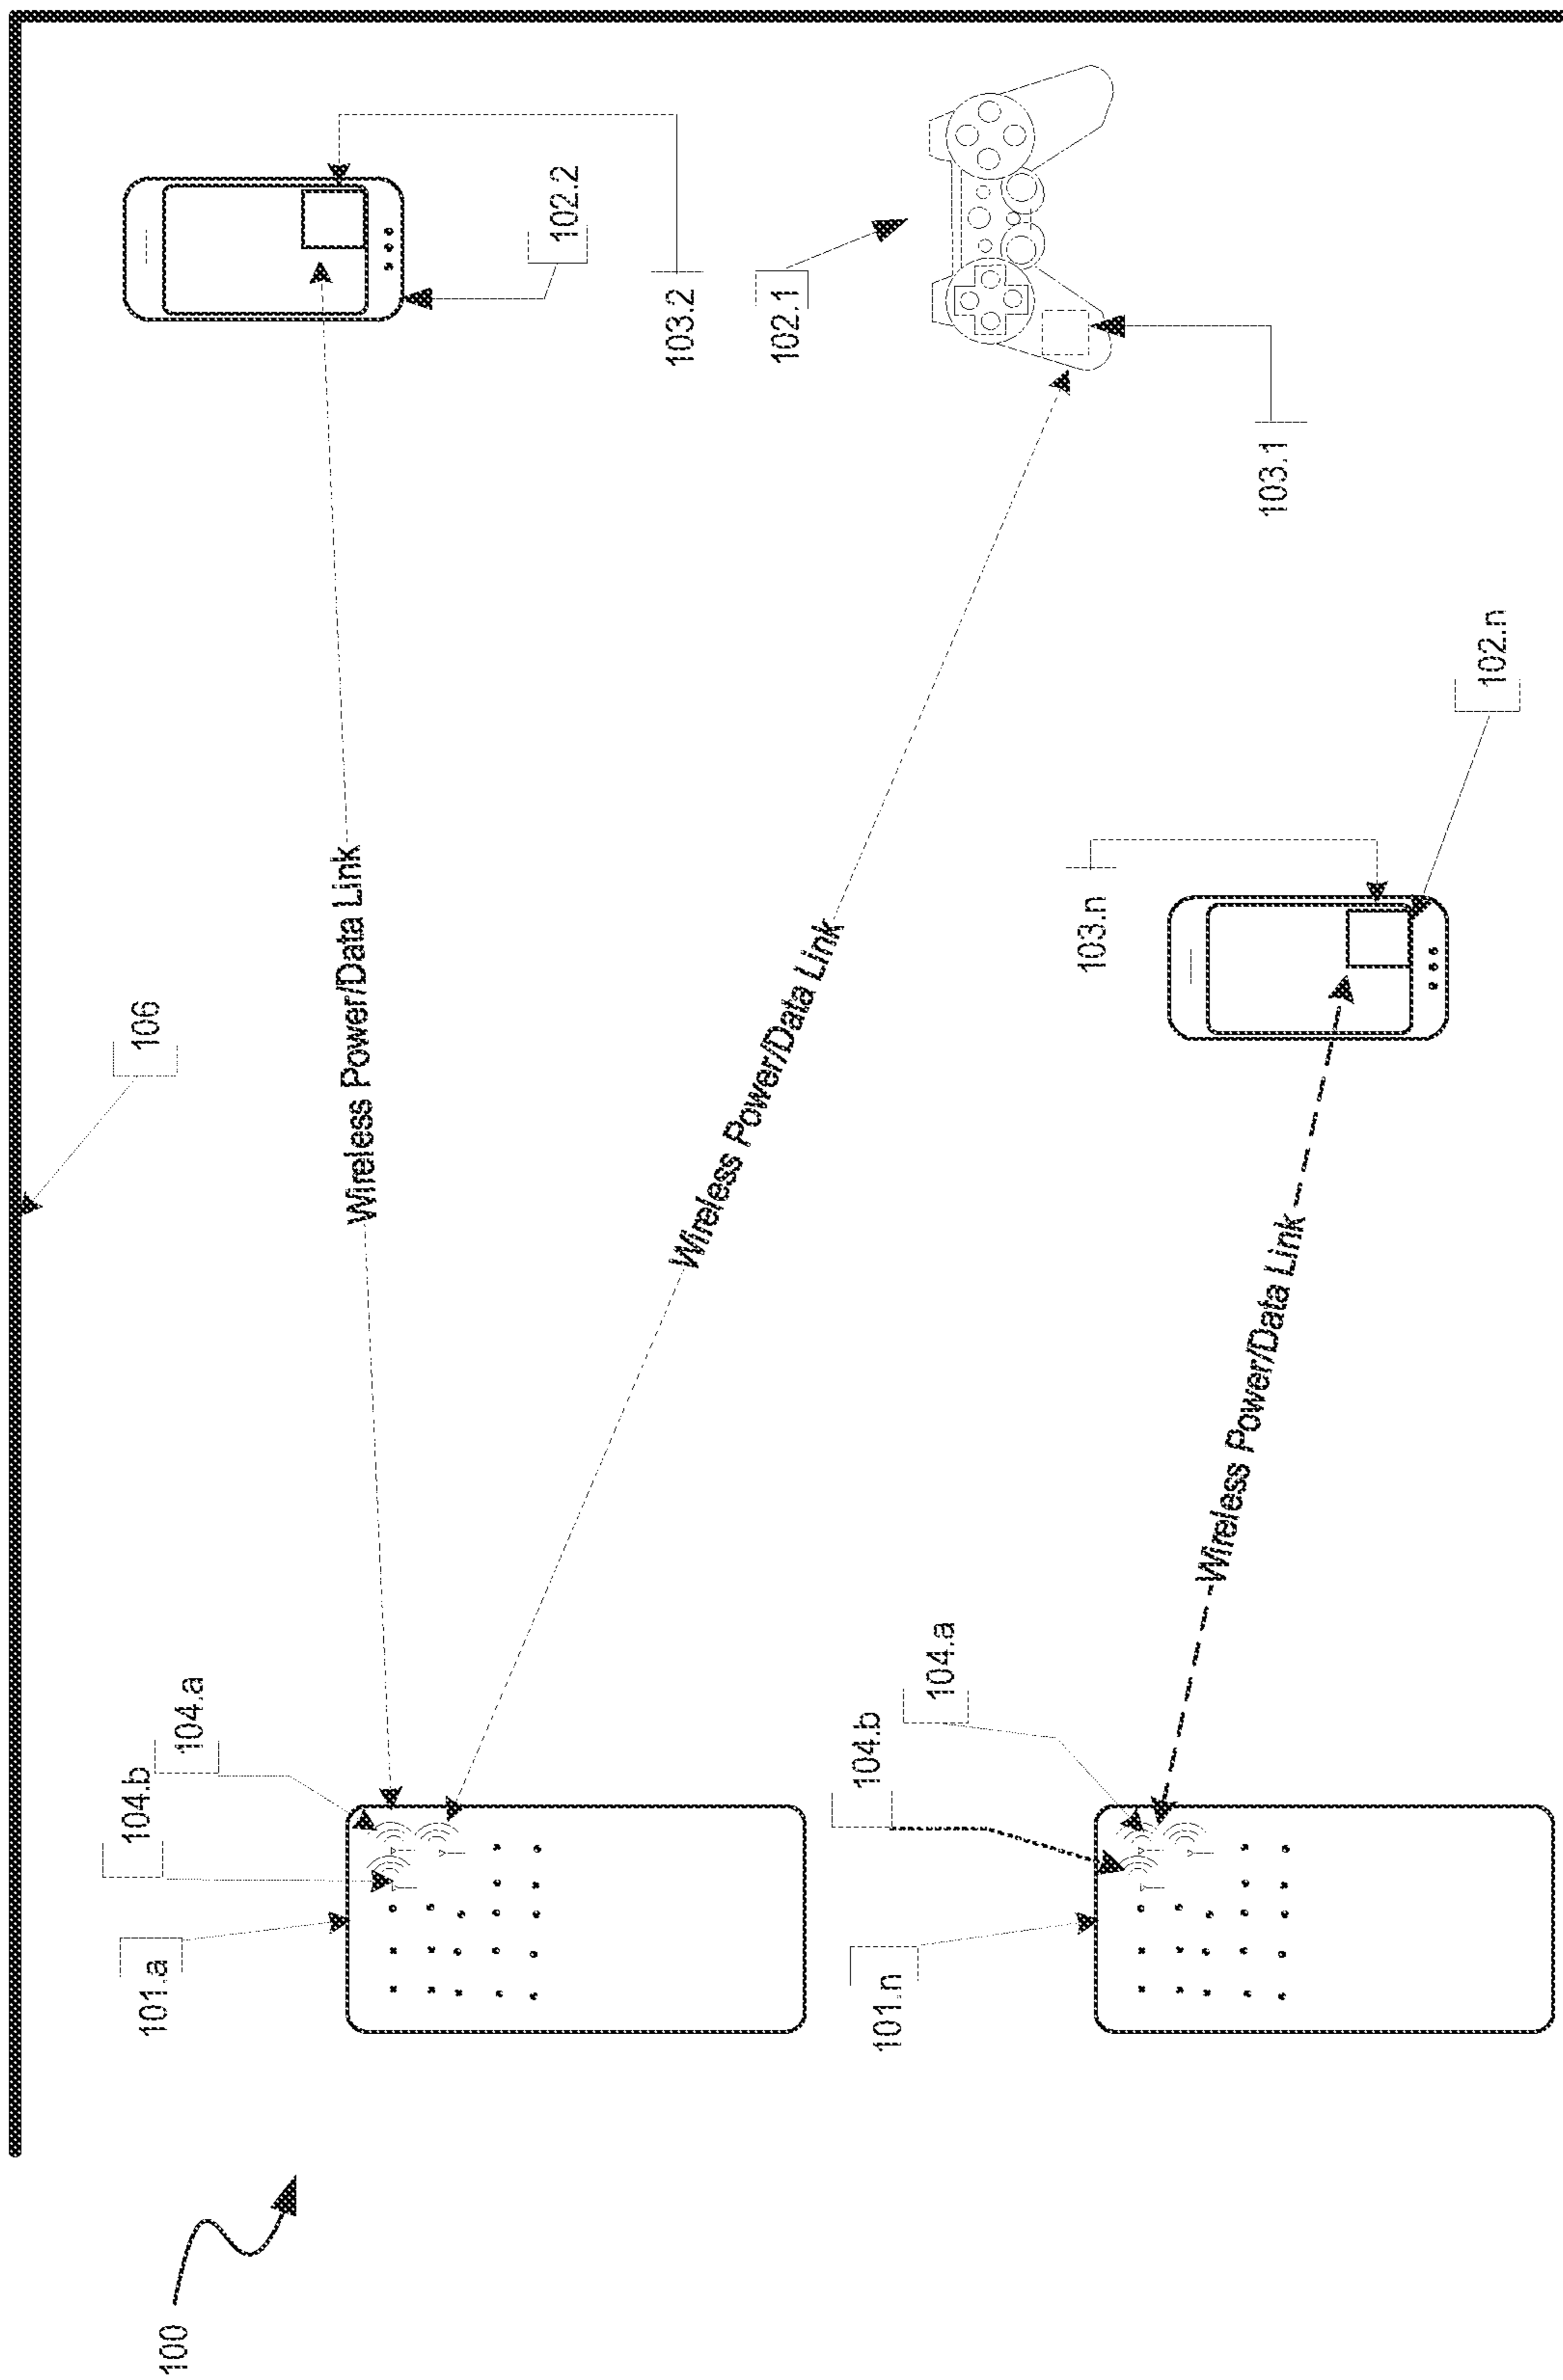 100
106
101.a
104.b
104.a
Wireless Power/Data Link
102.2
103.2
Wireless Power/Data Link
102.1
103.1
101.n
104.b
104.a
Wireless Power/Data Link
103.n
102.n